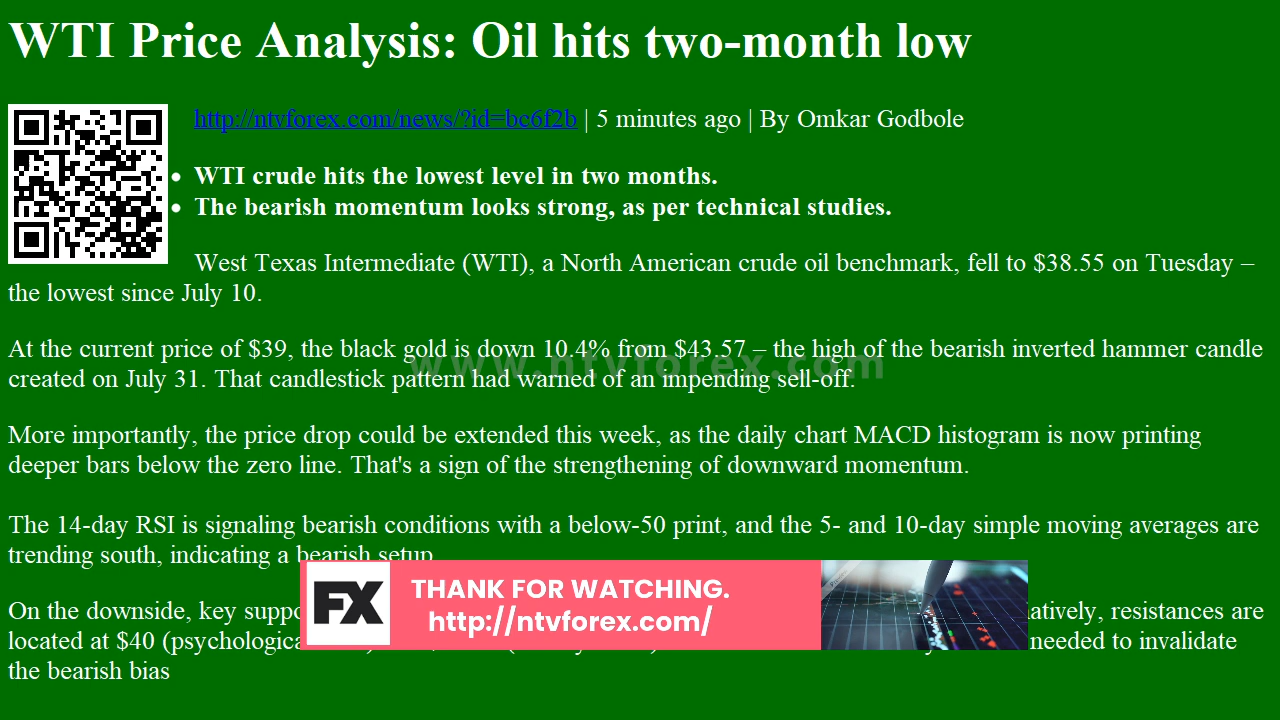 WTI Price Analysis: Oil hits two-month low
http://ntvforex.com/news/?id=bc6f2b | 5 minutes ago | By Omkar Godbole
• WTI crude hits the lowest level in two months.
• The bearish momentum looks strong, as per technical studies.
West Texas Intermediate (WTI), a North American crude oil benchmark, fell to $38.55 on Tuesday –
the lowest since July 10.
At the current price of $39, the black gold is down 10.4% from $43.57 – the high of the bearish inverted hammer candle
www.ntvforex.com
created on July 31. That candlestick pattern had warned of an impending sell-off.
More importantly, the price drop could be extended this week, as the daily chart MACD histogram is now printing
deeper bars below the zero line. That's a sign of the strengthening of downward momentum.
The 14-day RSI is signaling bearish conditions with a below-50 print, and the 5- and 10-day simple moving averages are
trending south, indicating a bearish setup
FX
THANK FOR WATCHING.
http://ntvforex.com/
On the downside, key resistances are
located at $40 needed to invalidate
the bearish bias